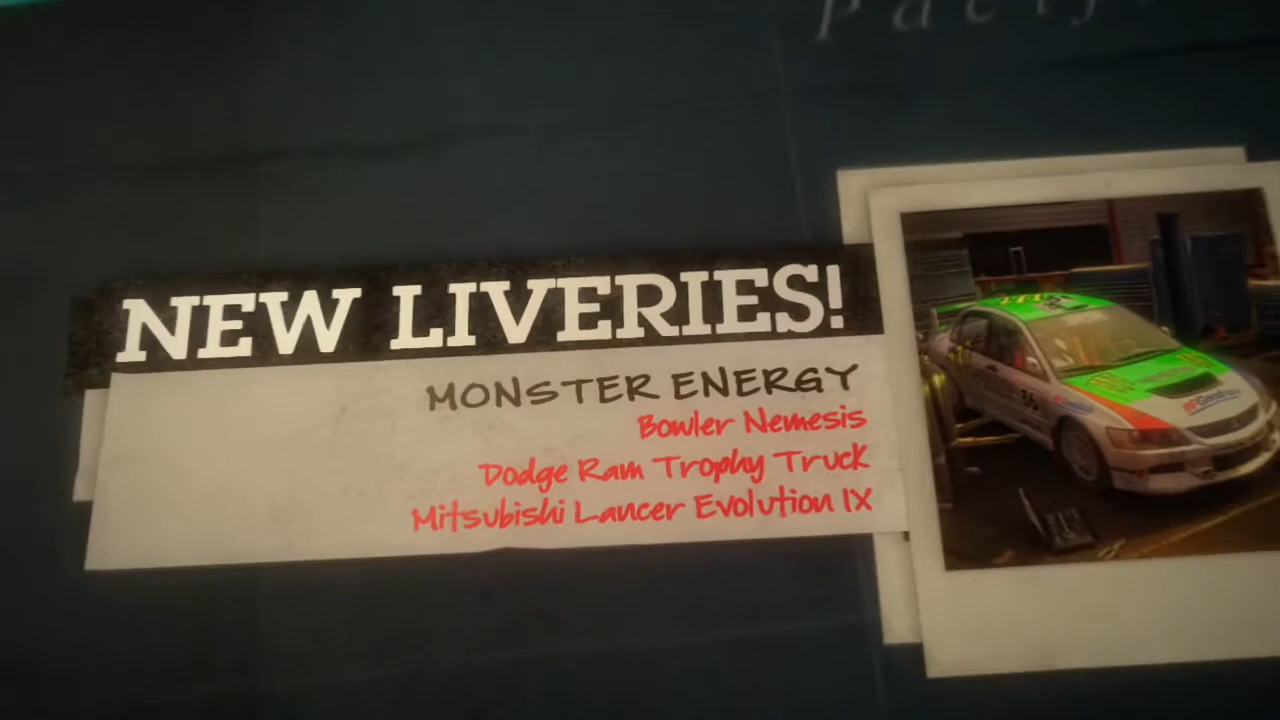 NEW LIVERIES!
MONSTER ENERGY
Bowler Nemesis
Dodge Ram Trophy Truck
Mitsubishi Lancer Evolution IX